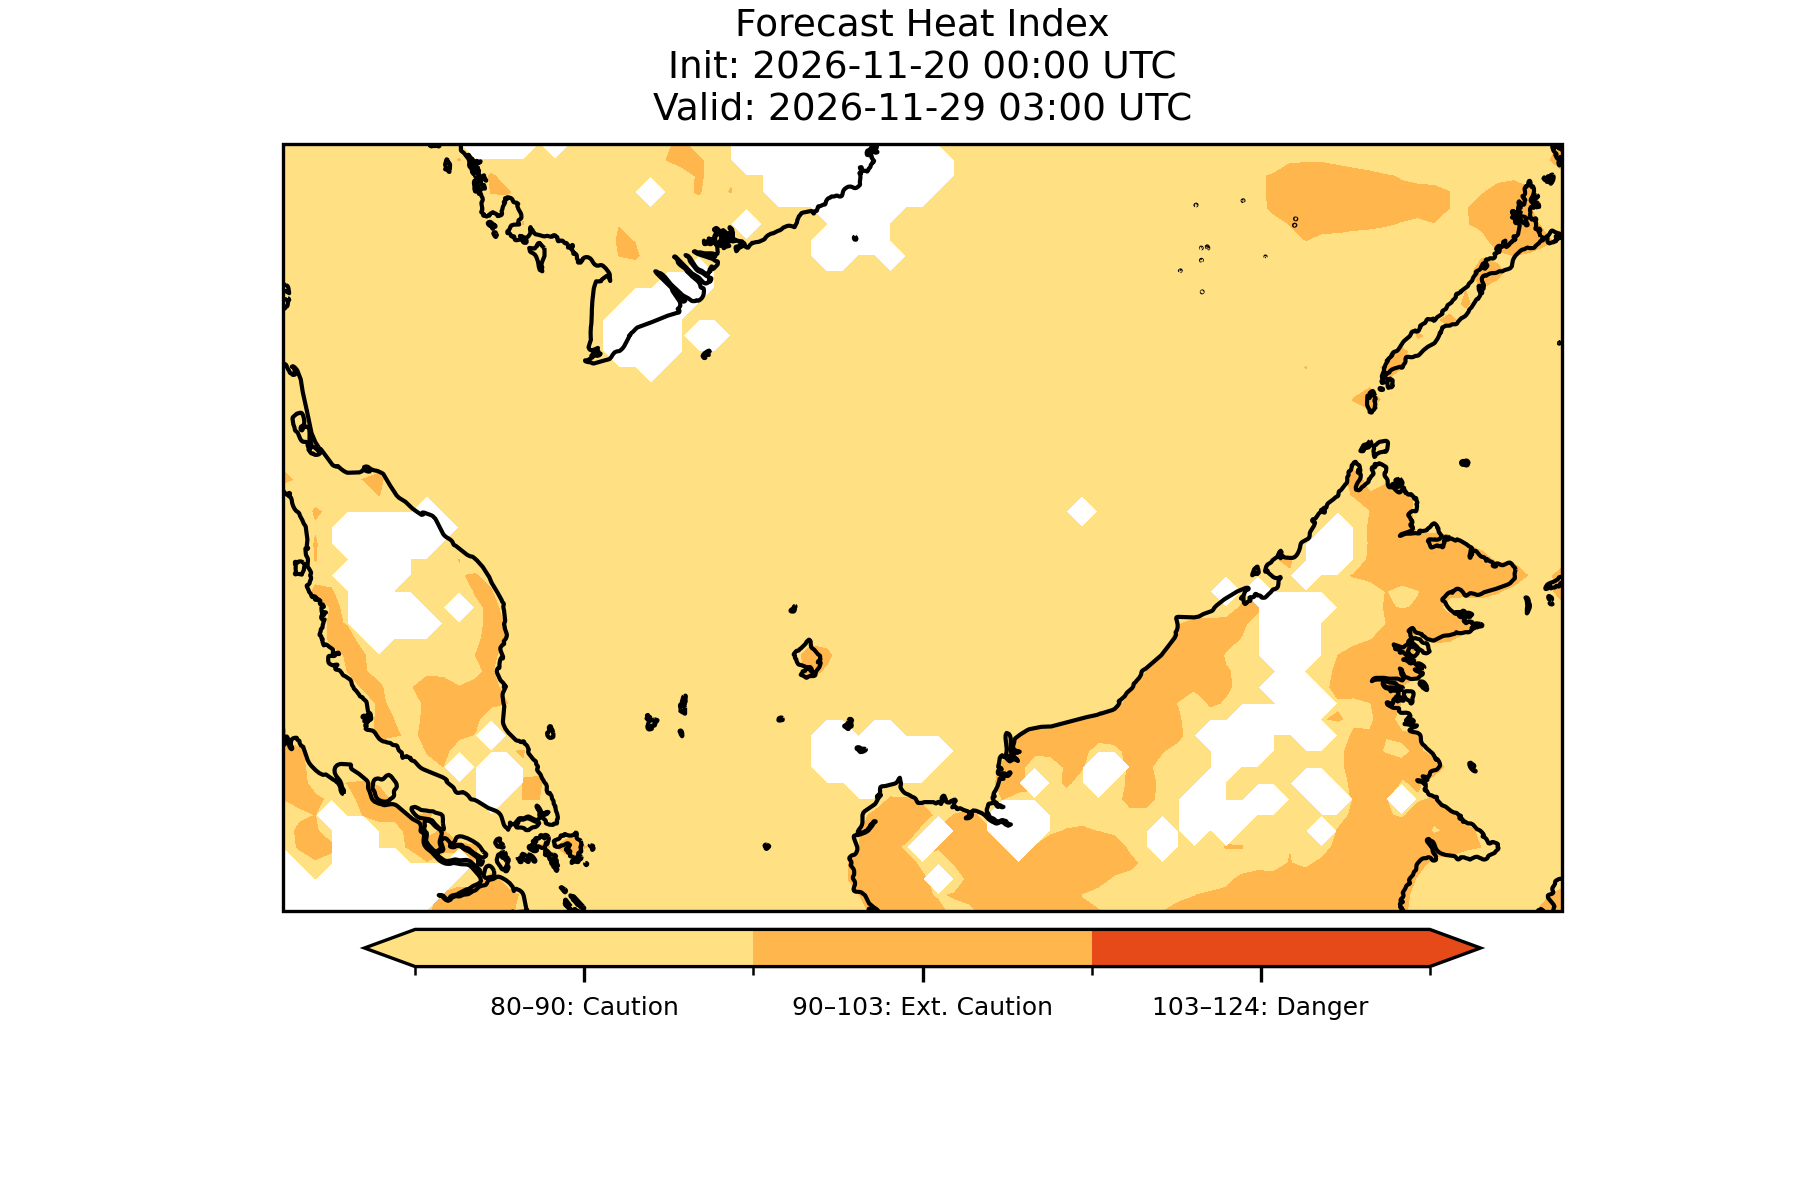 Forecast Heat Index
Init: 2026-11-20 00:00 UTC
Valid: 2026-11-29 03:00 UTC
80–90: Caution
90–103: Ext. Caution
103–124: Danger